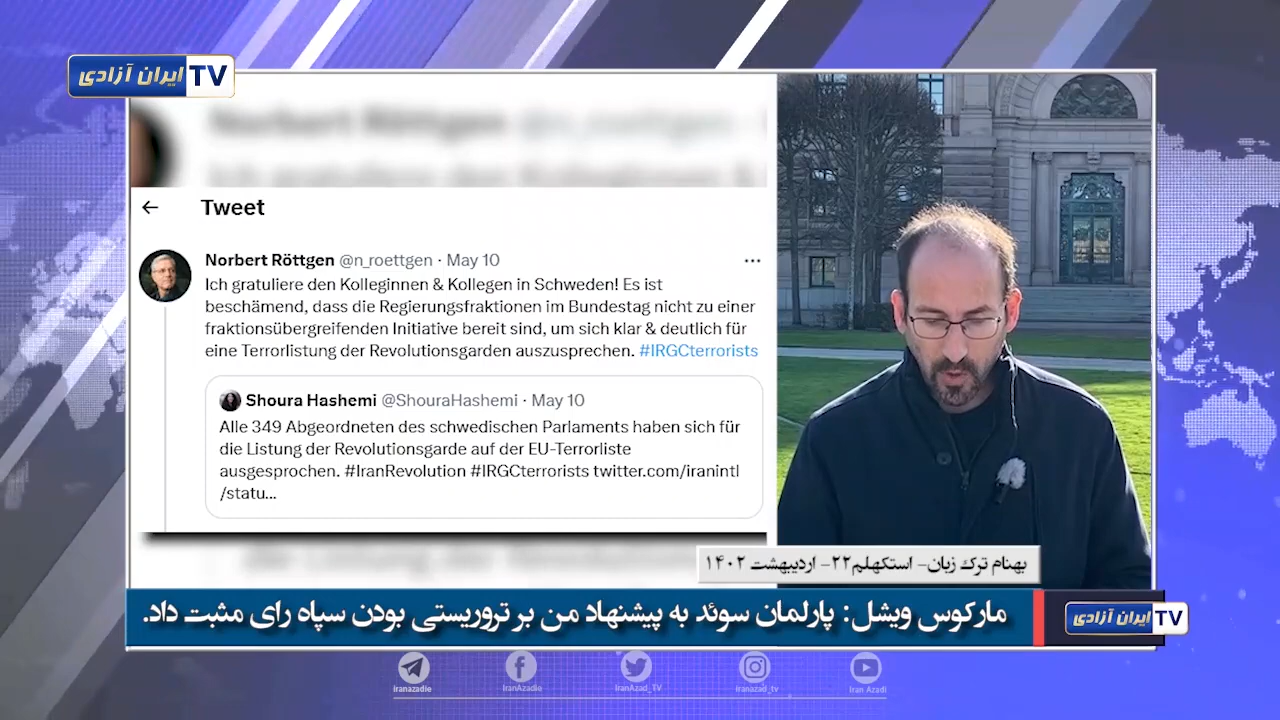 ایران آزادی TV
Tweet
Norbert Röttgen @n_roettgen · May 10
Ich gratuliere den Kolleginnen & Kollegen in Schweden! Es ist
beschämend, dass die Regierungsfraktionen im Bundestag nicht zu einer
fraktionsübergreifenden Initiative bereit sind, um sich klar & deutlich für
eine Terrorlistung der Revolutionsgarden auszusprechen. #IRGCterrorists
Shoura Hashemi @ShouraHashemi · May 10
Alle 349 Abgeordneten des schwedischen Parlaments haben sich für
die Listung der Revolutionsgarde auf der EU-Terrorliste
ausgesprochen. #IranRevolution #IRGCterrorists twitter.com/iranintl
/statu...
بهنام ترک زبان- استکهلم۲۲- اردیبهشت ۱۴۰۲
مارکوس ویشل: پارلمان سوئد به پیشنهاد من بر تروریستی بودن سپاه رای مثبت داد.
ایران آزادی TV
iranazadie
IranAzadie
IranAzad_TV
iranazad_tv
Iran Azadi